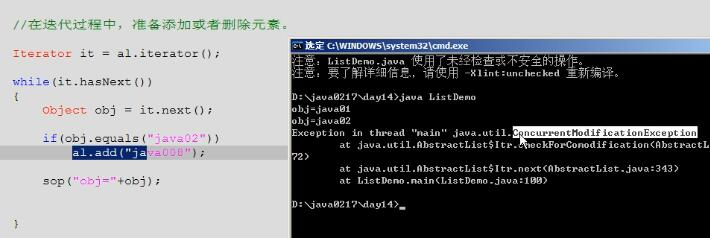 //在迭代过程中，准备添加或者删除元素。
Iterator it = al.iterator();
while(it.hasNext())
{
Object obj = it.next();
if(obj.equals("java02"))
al.add("java008");
sop("obj="+obj);
}
选定 C:\WINDOWS\system32\cmd.exe
注意：ListDemo.java 使用了未经检查或不安全的操作。
注意：要了解详细信息，请使用 -Xlint:unchecked 重新编译。
D:\java0217\day14>java ListDemo
obj=java01
obj=java02
Exception in thread "main" java.util.ConcurrentModificationException
at java.util.AbstractList$Itr.checkForComodification(AbstractL
72)
at java.util.AbstractList$Itr.next(AbstractList.java:343)
at ListDemo.main(ListDemo.java:100)
D:\java0217\day14>_